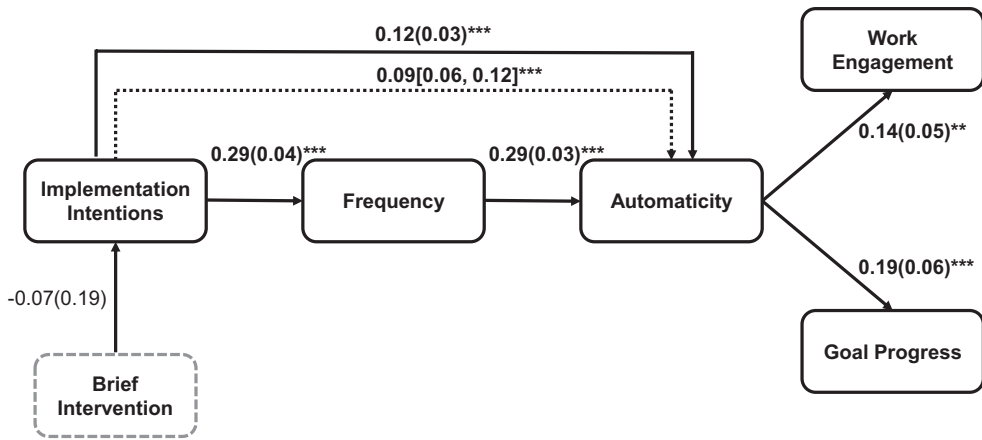 0.12(0.03)***
Work
Engagement
0.09[0.06, 0.12]***
0.14(0.05)**
0.29(0.04)***
0.29(0.03)***
Implementation
Intentions
Frequency
Automaticity
0.19(0.06)***
-0.07(0.19)
Goal Progress
Brief
Intervention